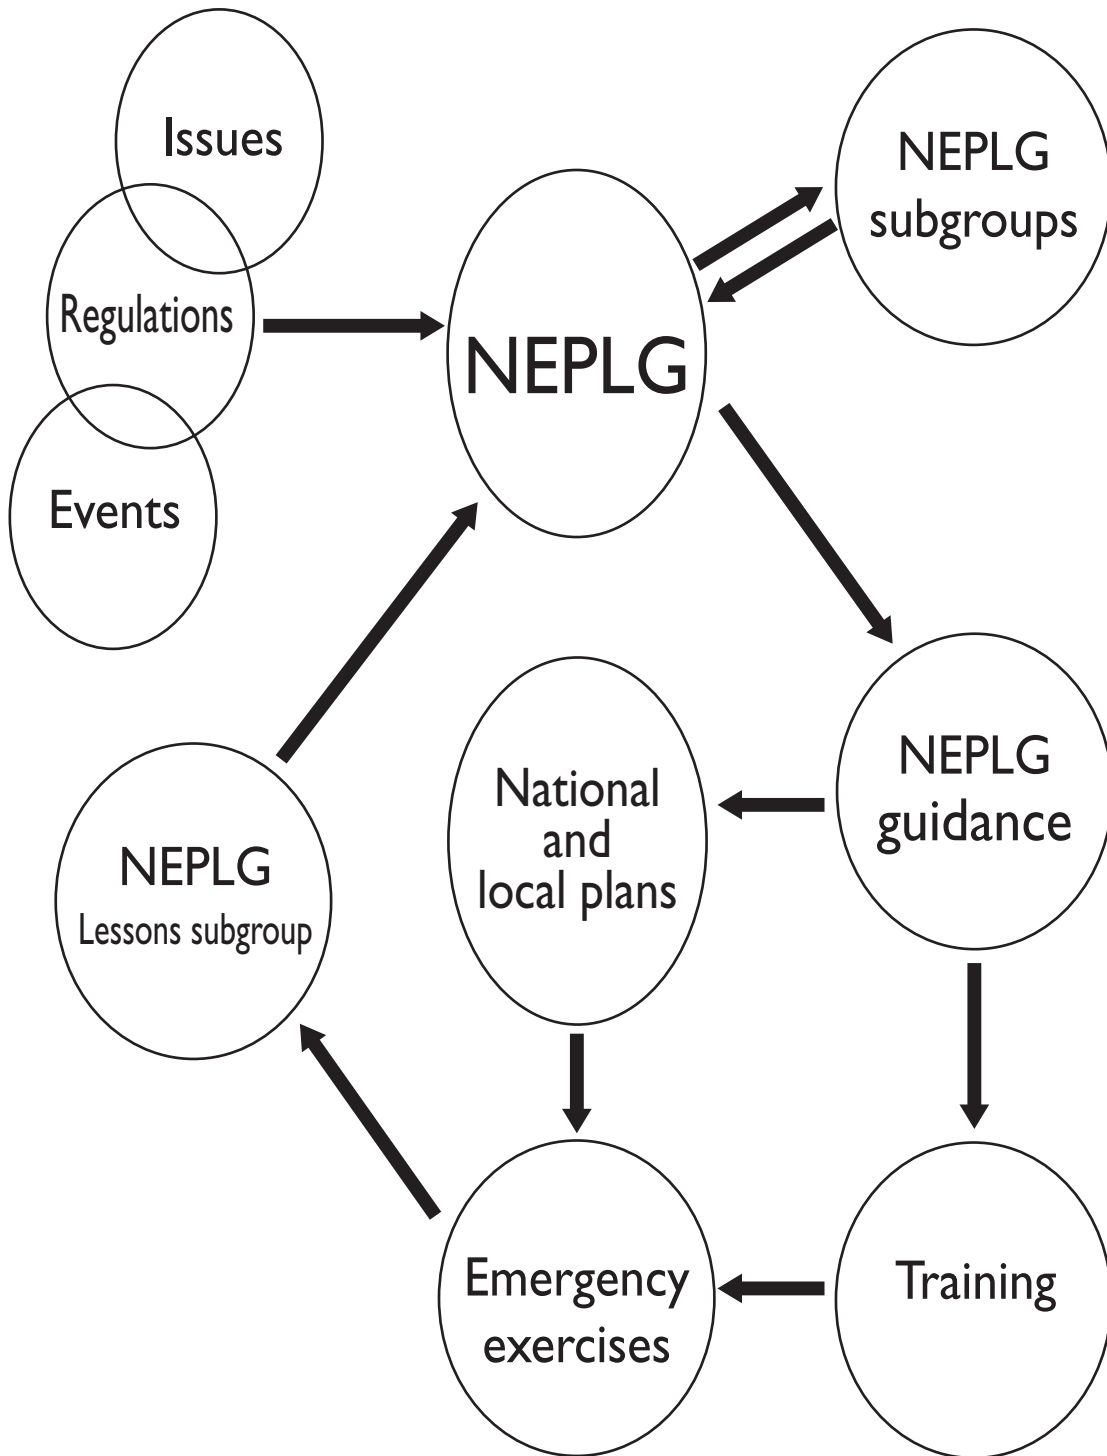 Issues
Regulations
Events
NEPLG
NEPLG
subgroups
NEPLG
guidance
National
and
local plans
NEPLG
Lessons subgroup
Emergency
exercises
Training